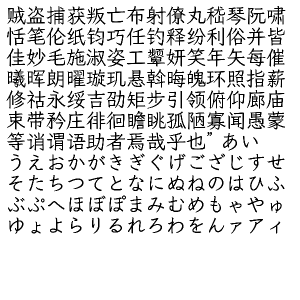 贼盗捕获叛亡布射僚丸嵇琴阮啸
恬笔伦纸钧巧任钓释纷利俗并皆
佳妙毛施淑姿工颦妍笑年矢每催
曦晖朗曜璇玑悬斡晦魄环照指薪
修祜永绥吉劭矩步引领俯仰廊庙
束带矜庄徘徊瞻眺孤陋寡闻愚蒙
等诮谓语助者焉哉乎也”あい
うえおかがきぎぐげござじすせ
そたちつてとなにぬねのはひふ
ぶぷへほぼぽまみむめもゃやゅ
ゆょよらりるれろわをんァアィ